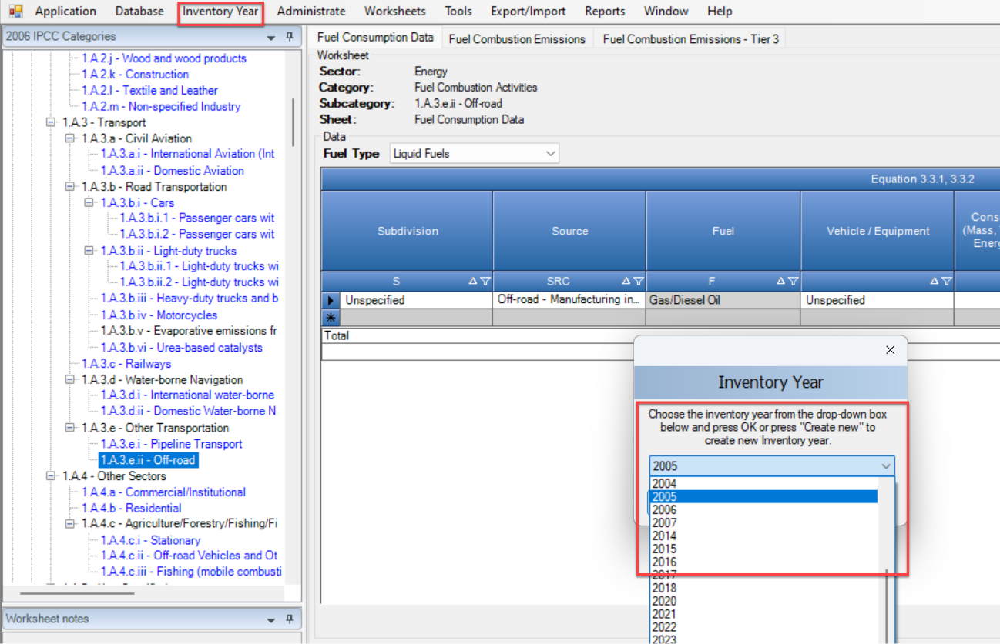 Application Database Inventory Year Administrate Worksheets Tools Export/Import Reports Window Help
2006 IPCC Categories
1.A.2.j - Wood and wood products
1.A.2.k - Construction
1.A.2.l - Textile and Leather
1.A.2.m - Non-specified Industry
1.A.3 - Transport
1.A.3.a - Civil Aviation
1.A.3.a.i - International Aviation (Int
1.A.3.a.ii - Domestic Aviation
1.A.3.b - Road Transportation
1.A.3.b.i - Cars
1.A.3.b.i.1 - Passenger cars wit
1.A.3.b.i.2 - Passenger cars wit
1.A.3.b.ii - Light-duty trucks
1.A.3.b.ii.1 - Light-duty trucks wi
1.A.3.b.ii.2 - Light-duty trucks wi
1.A.3.b.iii - Heavy-duty trucks and b
1.A.3.b.iv - Motorcycles
1.A.3.b.v - Evaporative emissions fr
1.A.3.b.vi - Urea-based catalysts
1.A.3.c - Railways
1.A.3.d - Water-borne Navigation
1.A.3.d.i - International water-borne
1.A.3.d.ii - Domestic Water-borne N
1.A.3.e - Other Transportation
1.A.3.e.i - Pipeline Transport
1.A.3.e.ii - Off-road
1.A.4 - Other Sectors
1.A.4.a - Commercial/Institutional
1.A.4.b - Residential
1.A.4.c - Agriculture/Forestry/Fishing/Fi
1.A.4.c.i - Stationary
1.A.4.c.ii - Off-road Vehicles and Ot
1.A.4.c.iii - Fishing (mobile combusti
Worksheet notes
Fuel Consumption Data Fuel Combustion Emissions Fuel Combustion Emissions - Tier 3
Worksheet
Sector: Energy
Category: Fuel Combustion Activities
Subcategory: 1.A.3.e.ii - Off-road
Sheet: Fuel Consumption Data
Data
Fuel Type Liquid Fuels
Equation 3.3.1, 3.3.2
Subdivision Source Fuel Vehicle / Equipment
Cons
(Mass,
Energ
S SRC F
Unspecified Off-road - Manufacturing in... Gas/Diesel Oil Unspecified
Total
Inventory Year
Choose the inventory year from the drop-down box
below and press OK or press "Create new" to
create new Inventory year.
2005
2004
2005
2006
2007
2014
2015
2016
2017
2018
2020
2021
2022
2023